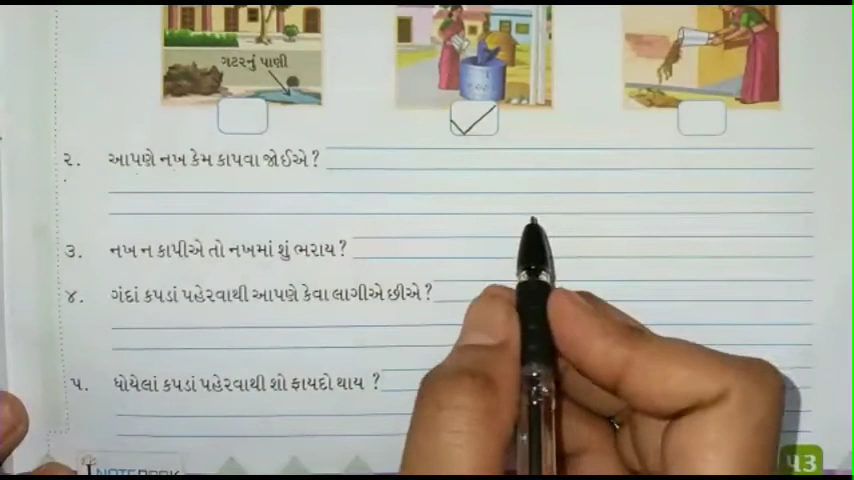 ગટરનું પાણી
૨. આપણે નખ કેમ કાપવા જોઈએ?
૩. નખ ન કાપીએ તો નખમાં શું ભરાય?
૪. ગંદાં કપડાં પહેરવાથી આપણે કેવા લાગીએ છીએ?
૫. ધોયેલાં કપડાં પહેરવાથી શો ફાયદો થાય ?
NOTEBOOK
૫૩